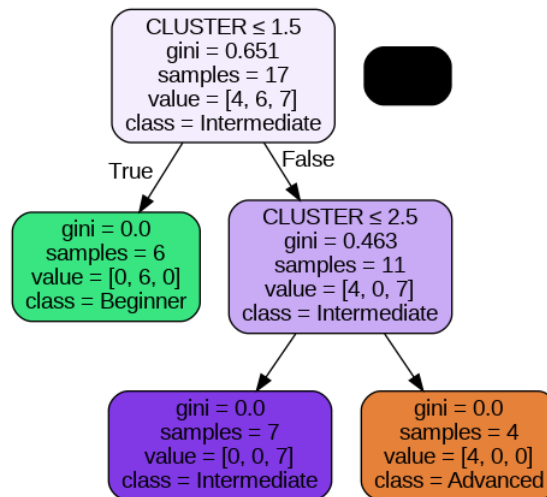 CLUSTER ≤ 1.5
gini = 0.651
samples = 17
value = [4, 6, 7]
class = Intermediate
True
False
gini = 0.0
samples = 6
value = [0, 6, 0]
class = Beginner
CLUSTER ≤ 2.5
gini = 0.463
samples = 11
value = [4, 0, 7]
class = Intermediate
gini = 0.0
samples = 7
value = [0, 0, 7]
class = Intermediate
gini = 0.0
samples = 4
value = [4, 0, 0]
class = Advanced